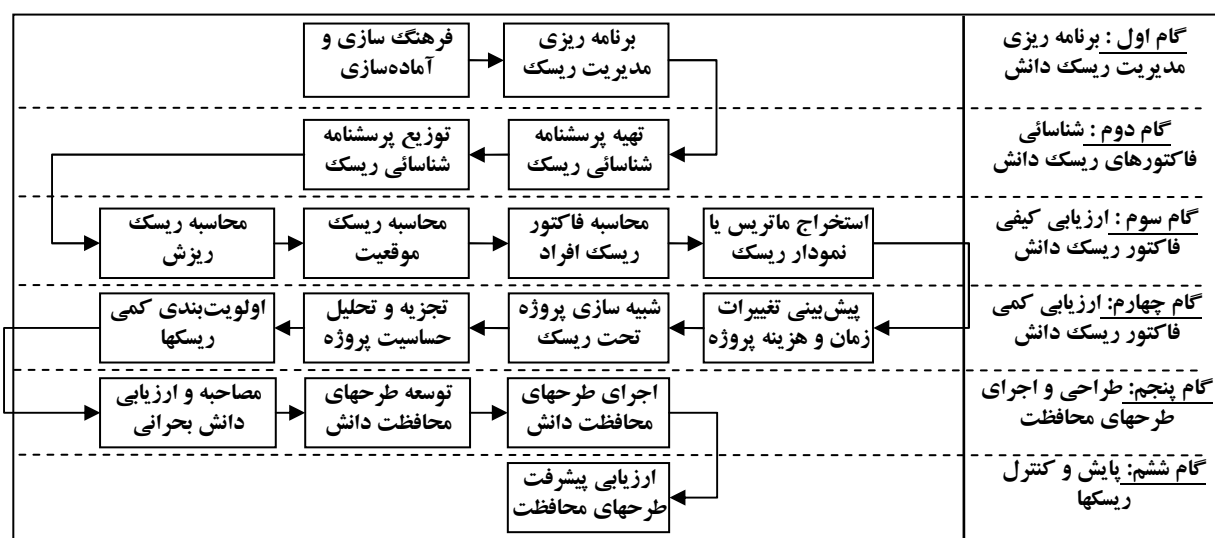 گام اول : برنامه ریزی
مدیریت ریسک دانش
برنامه ریزی
مدیریت ریسک
فرهنگ سازی و
آماده‌سازی
گام دوم : شناسائی
فاکتورهای ریسک دانش
تهیه پرسشنامه
شناسائی ریسک
توزیع پرسشنامه
شناسائی ریسک
گام سوم : ارزیابی کیفی
فاکتور ریسک دانش
استخراج ماتریس یا
نمودار ریسک
محاسبه فاکتور
ریسک افراد
محاسبه ریسک
موقعیت
محاسبه ریسک
ریزش
گام چهارم: ارزیابی کمی
فاکتور ریسک دانش
پیش‌بینی تغییرات
زمان و هزینه پروژه
شبیه سازی پروژه
تحت ریسک
تجزیه و تحلیل
حساسیت پروژه
اولویت‌بندی کمی
ریسکها
گام پنجم: طراحی و اجرای
طرحهای محافظت
اجرای طرحهای
محافظت دانش
توسعه طرحهای
محافظت دانش
مصاحبه و ارزیابی
دانش بحرانی
گام ششم: پایش و کنترل
ریسکها
ارزیابی پیشرفت
طرحهای محافظت